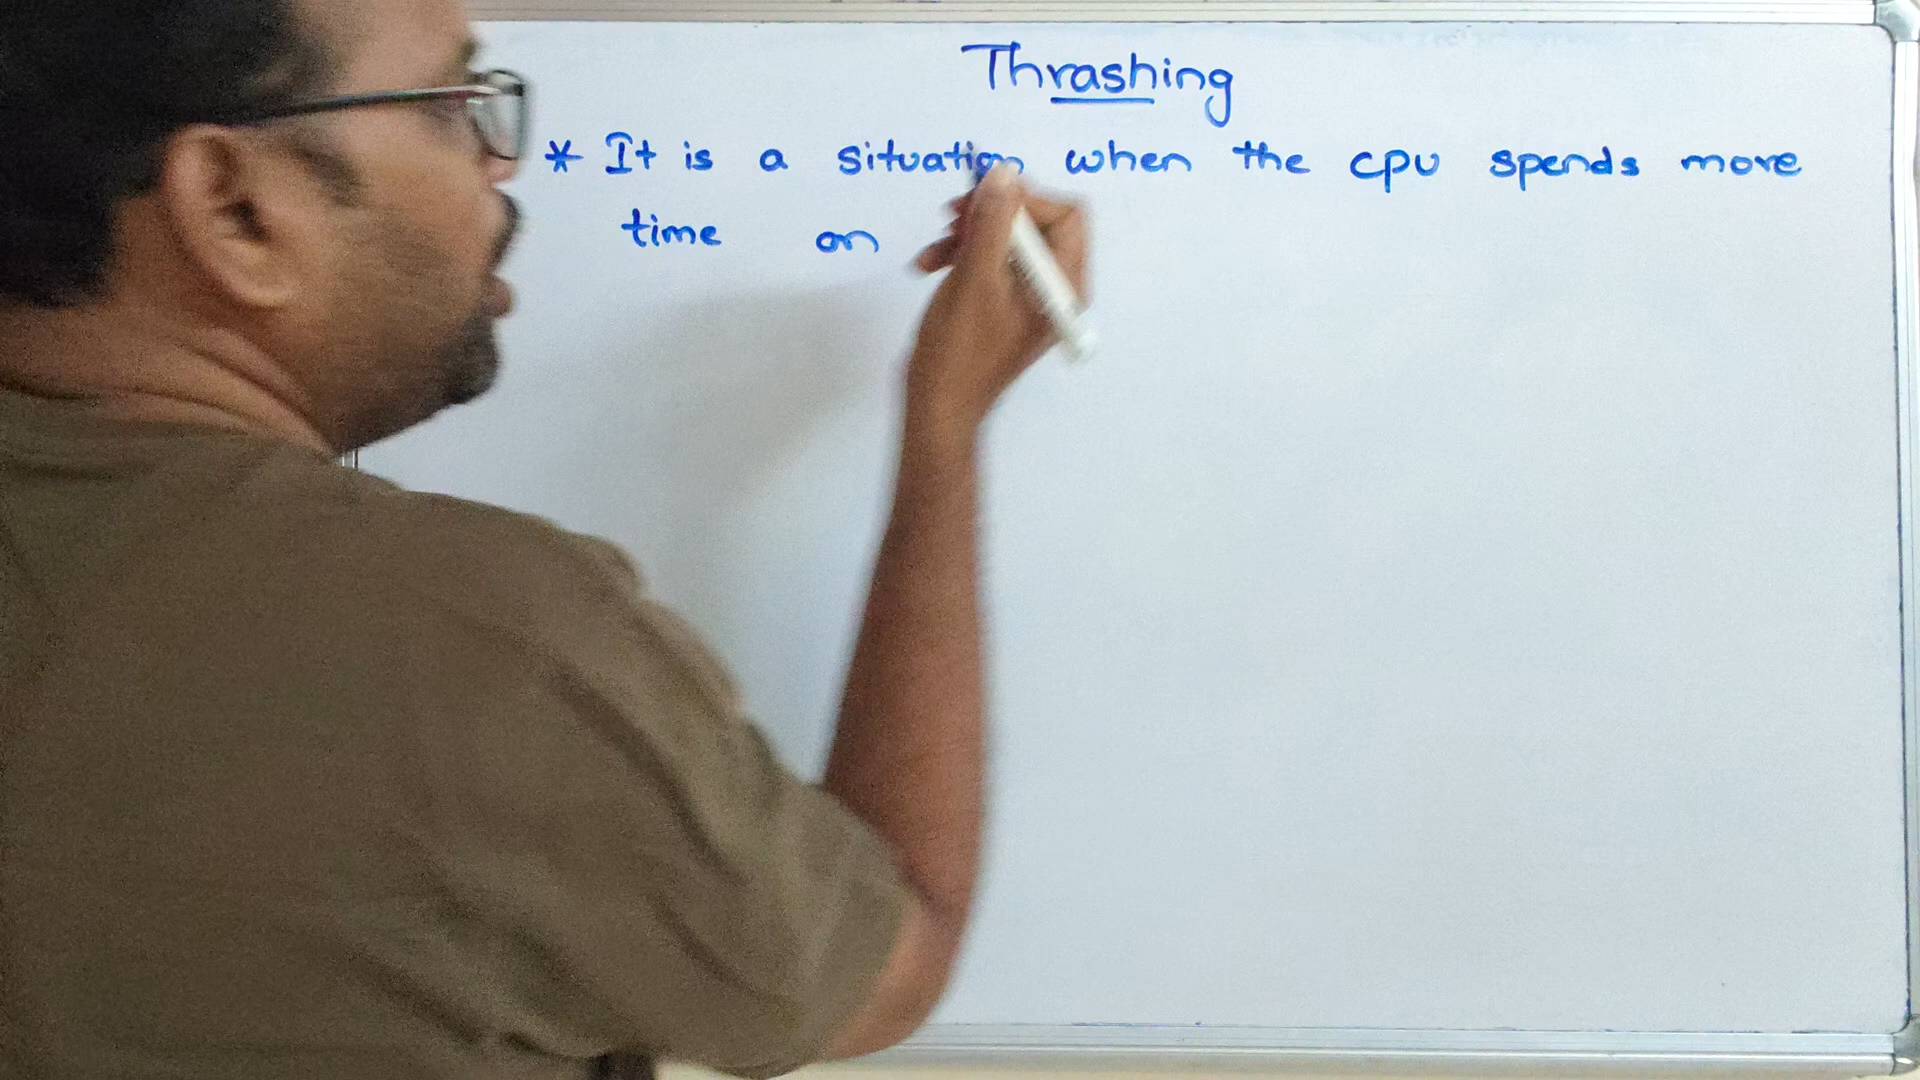 Thrashing
* It is a situation when the cpu spends more
time on